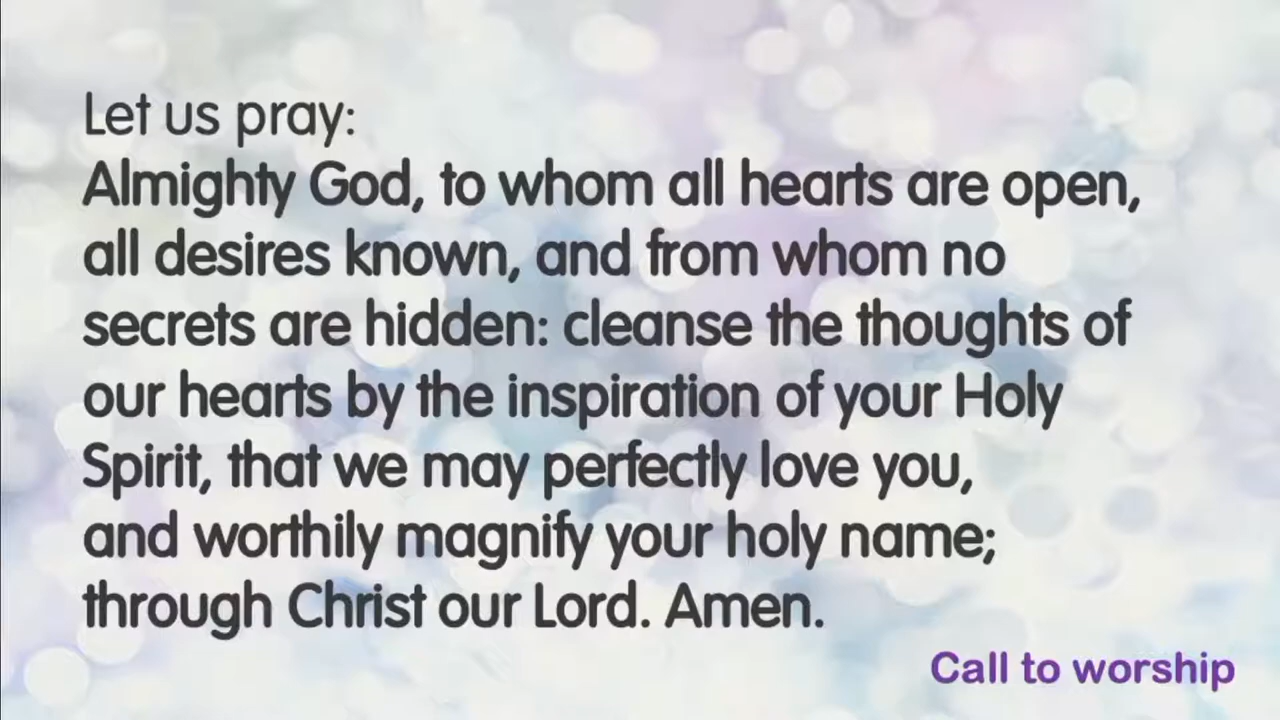 Let us pray:
Almighty God, to whom all hearts are open,
all desires known, and from whom no
secrets are hidden: cleanse the thoughts of
our hearts by the inspiration of your Holy
Spirit, that we may perfectly love you,
and worthily magnify your holy name;
through Christ our Lord. Amen.
Call to worship